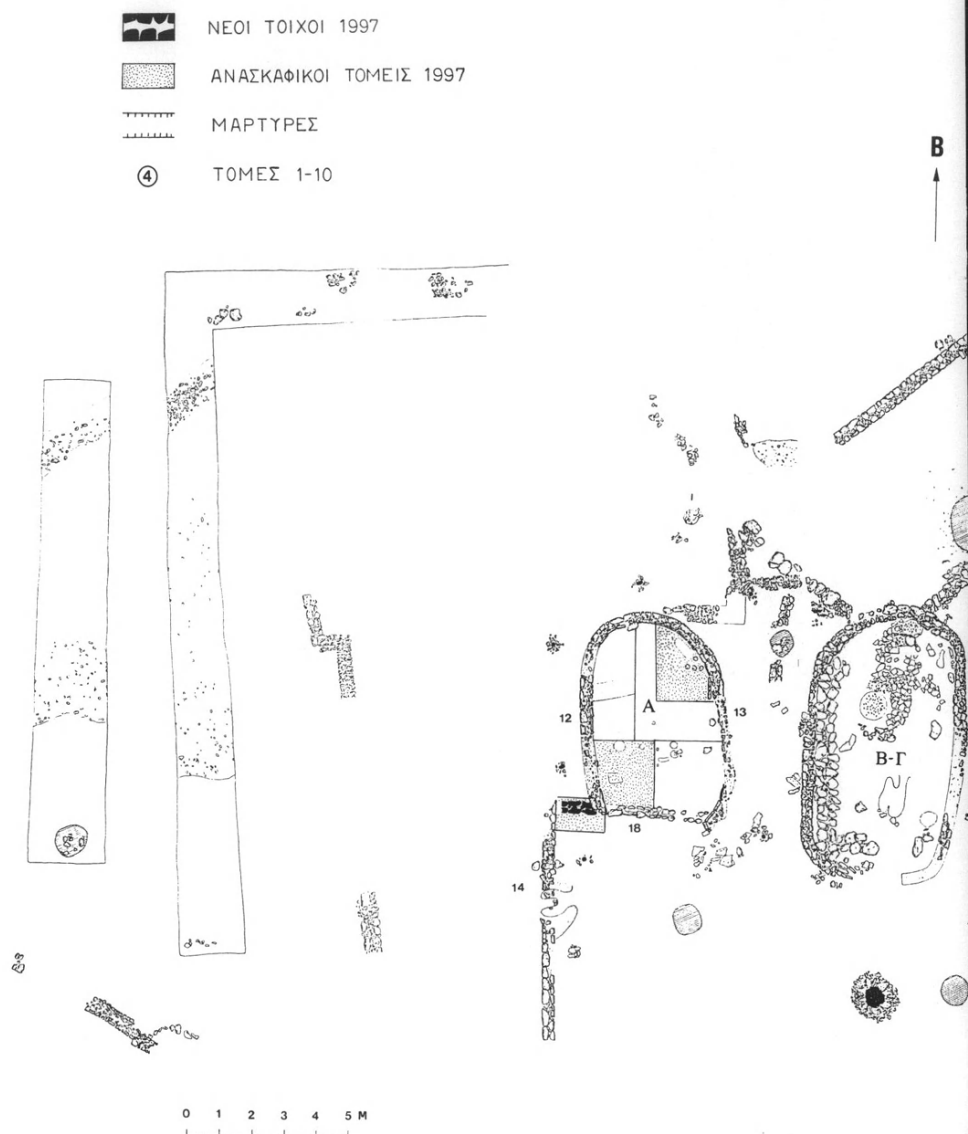 ΝΕΟΙ ΤΟΙΧΟΙ 1997
ΑΝΑΣΚΑΦΙΚΟΙ ΤΟΜΕΙΣ 1997
ΜΑΡΤΥΡΕΣ
④ ΤΟΜΕΣ 1-10
Β
12
Α
13
Β-Γ
18
14
0 1 2 3 4 5 Μ